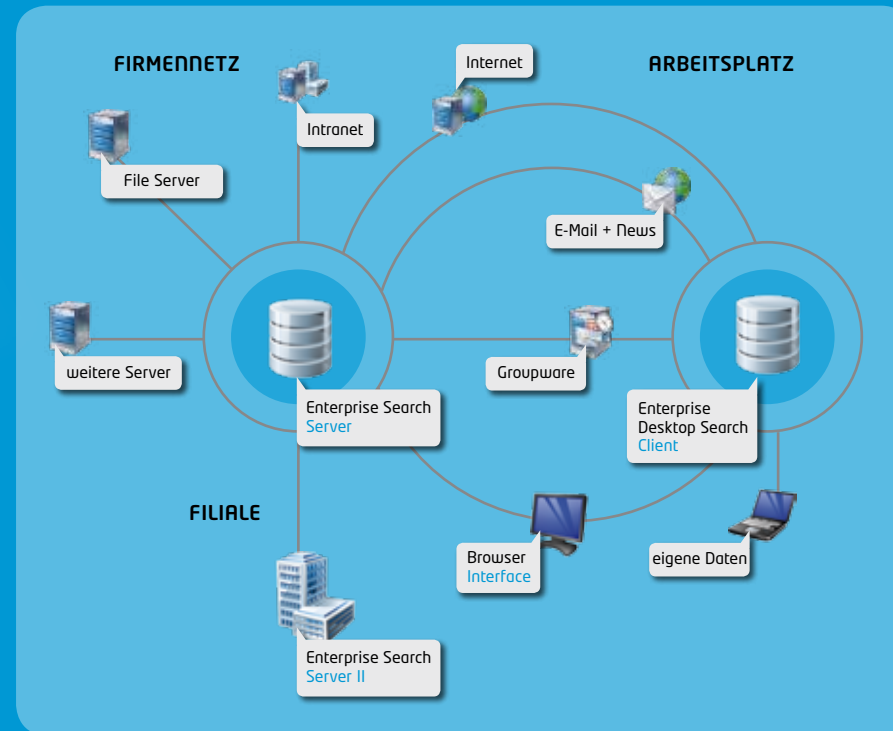 FIRMENNETZ
ARBEITSPLATZ
Internet
Intranet
File Server
E-Mail + News
weitere Server
Groupware
Enterprise Search
Server
Enterprise
Desktop Search
Client
FILIALE
Browser
Interface
eigene Daten
Enterprise Search
Server II